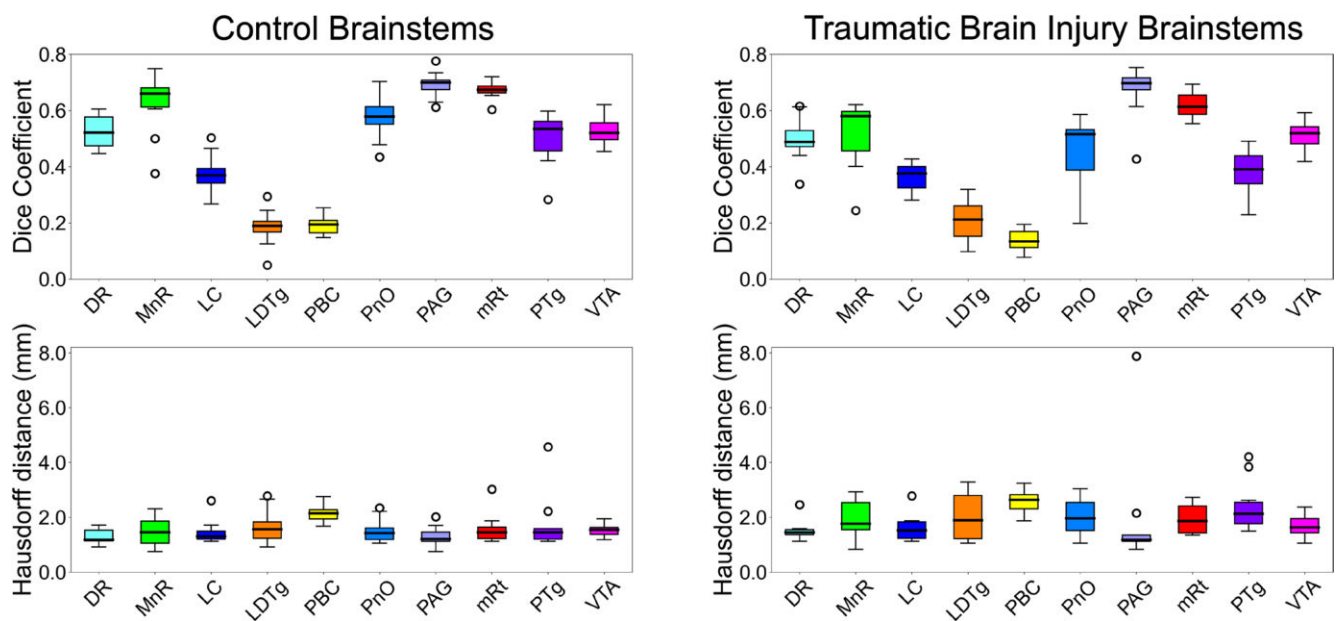 Control Brainstems
Traumatic Brain Injury Brainstems
Dice Coefficient
0.8
0.6
0.4
0.2
0.0
DR MnR LC LDTg PBC PnO PAG mRt PTg VTA
Dice Coefficient
0.8
0.6
0.4
0.2
0.0
DR MnR LC LDTg PBC PnO PAG mRt PTg VTA
Hausdorff distance (mm)
8.0
6.0
4.0
2.0
0.0
DR MnR LC LDTg PBC PnO PAG mRt PTg VTA
Hausdorff distance (mm)
8.0
6.0
4.0
2.0
0.0
DR MnR LC LDTg PBC PnO PAG mRt PTg VTA